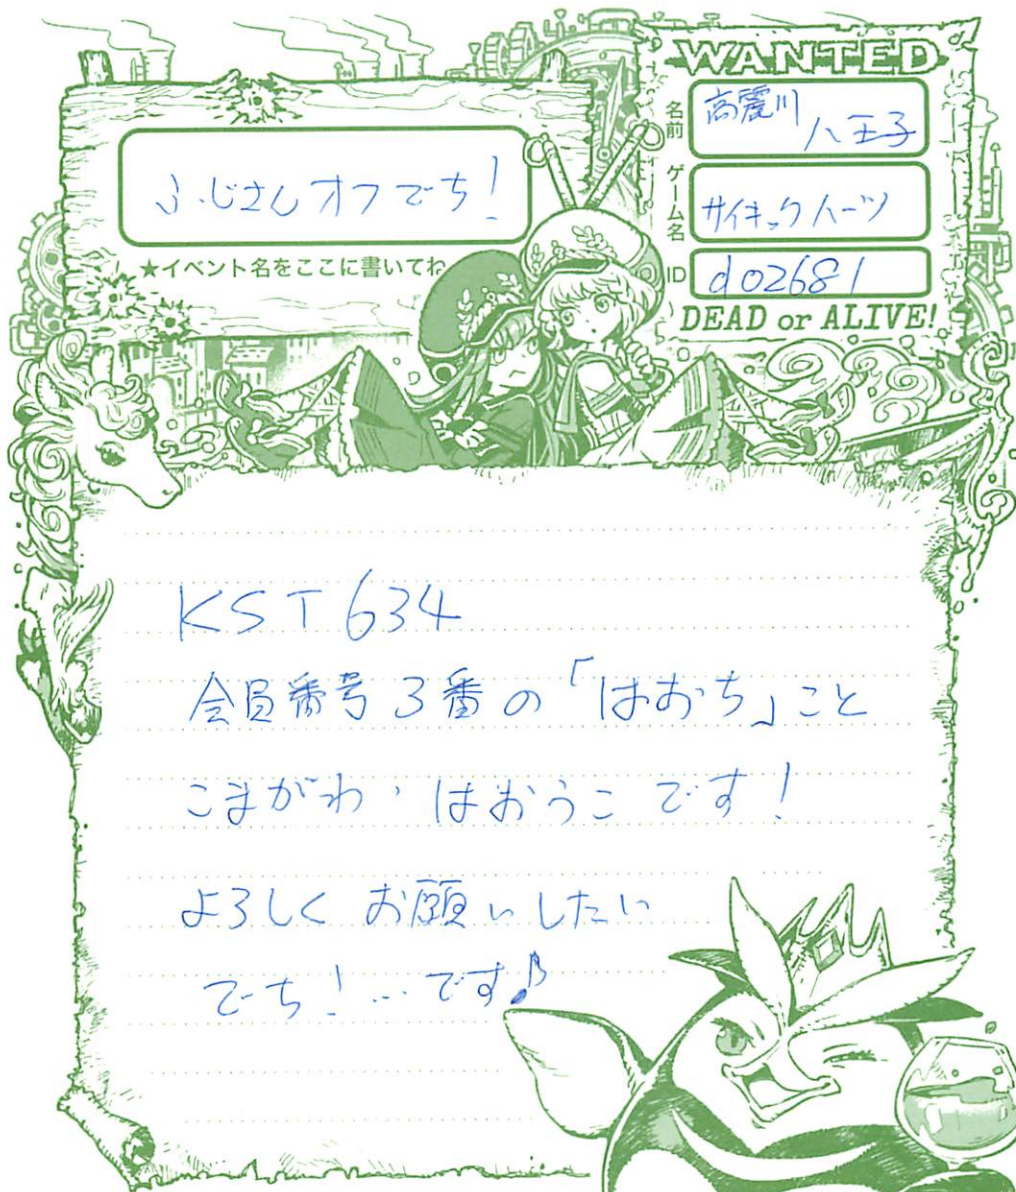 WANTED
名前
高麗川
八王子
ふじさんオフでち!
ゲーム名
サイキックハーツ
★イベント名をここに書いてね
ID
d02681
DEAD or ALIVE!
KST634
会員番号3番の「はおち」こと
こまがわ・はおうこです!
よろしくお願いしたい
でち!…です♪